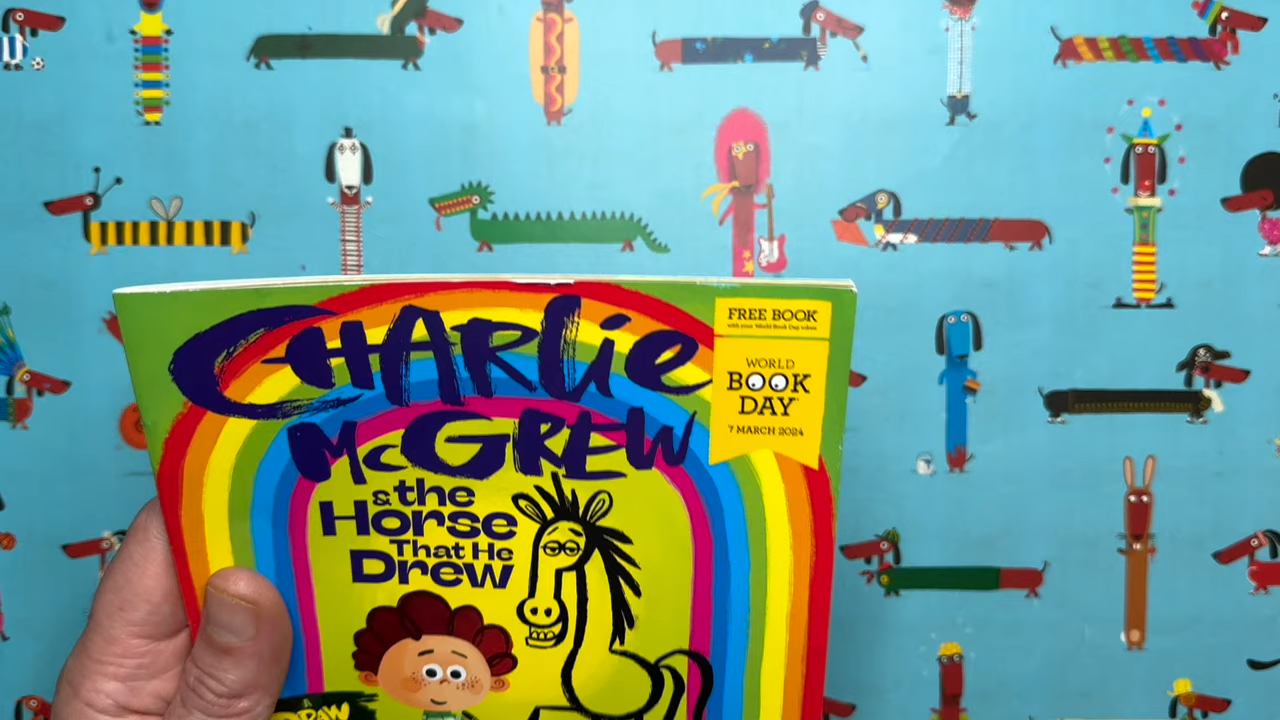 CHARLie
McGREW
& the
Horse
That He
Drew
FREE BOOK
with your World Book Day token
WORLD
BOOK
DAY
7 MARCH 2024
A
DRAW